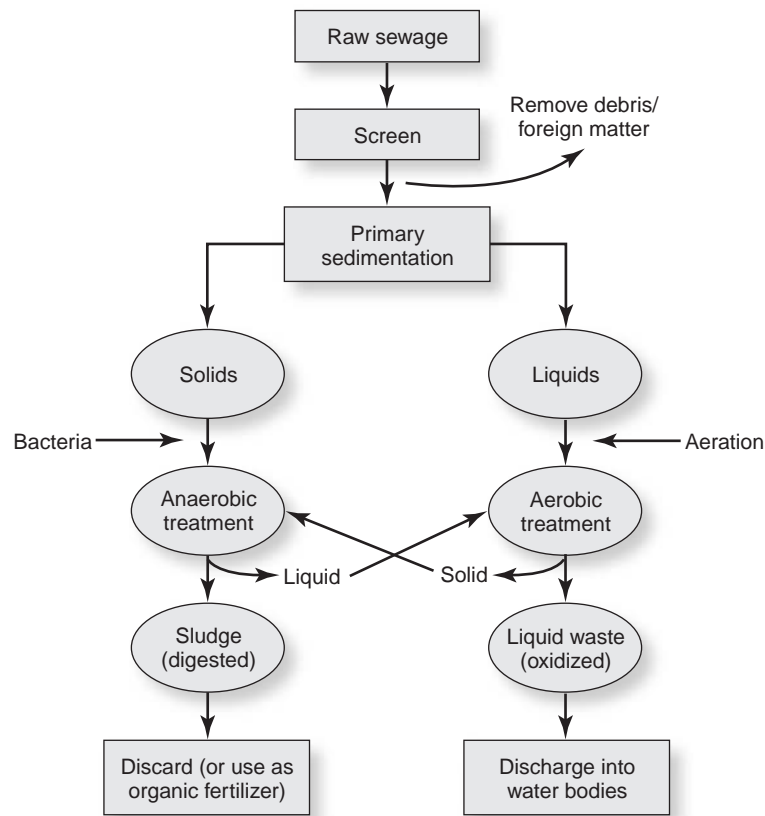 Raw sewage
Screen
Remove debris/
foreign matter
Primary
sedimentation
Solids
Liquids
Bacteria
Aeration
Anaerobic
treatment
Aerobic
treatment
Liquid
Solid
Sludge
(digested)
Liquid waste
(oxidized)
Discard (or use as
organic fertilizer)
Discharge into
water bodies